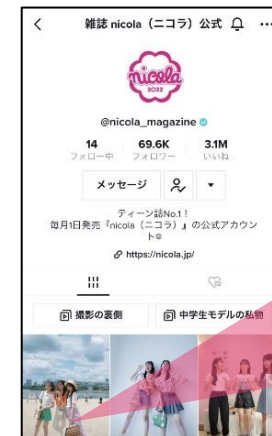 雑誌 nicola（ニコラ）公式
nicola
2022
@nicola_magazine
14 69.6K 3.1M
フォロー中 フォロワー いいね
メッセージ
ティーン誌No.1！
毎月1日発売『nicola（ニコラ）』の公式アカウン
ト
https://nicola.jp/
撮影の裏側 中学生モデルの私物